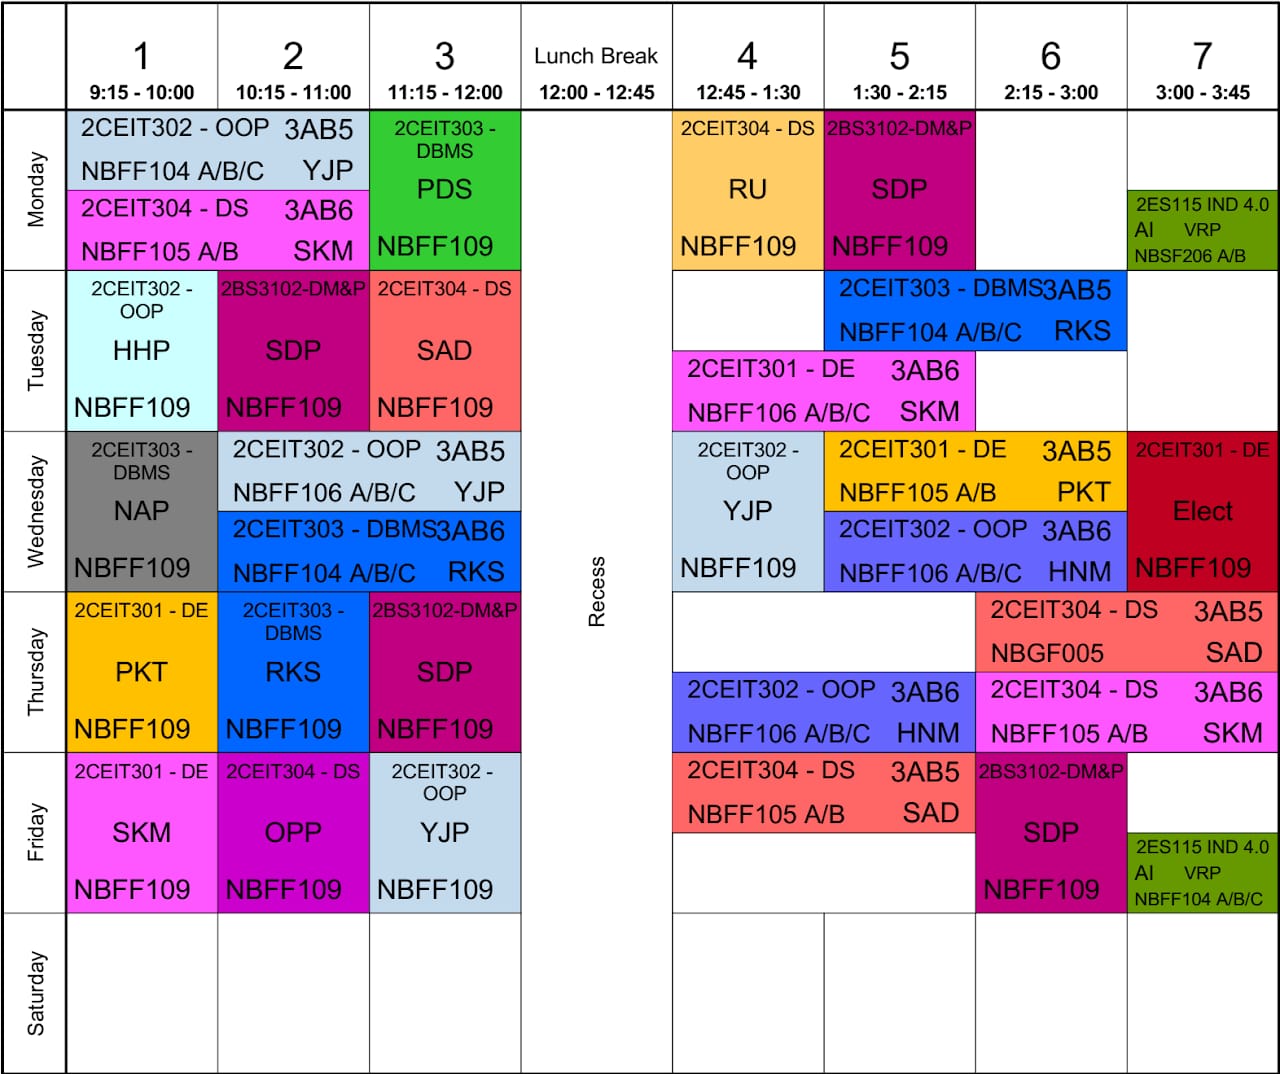 1 2 3 Lunch Break 4 5 6 7
9:15 - 10:00 10:15 - 11:00 11:15 - 12:00 12:00 - 12:45 12:45 - 1:30 1:30 - 2:15 2:15 - 3:00 3:00 - 3:45
Monday
2CEIT302 - OOP 3AB5
NBFF104 A/B/C YJP
2CEIT304 - DS 3AB6
NBFF105 A/B SKM
2CEIT303 -
DBMS
PDS
NBFF109
2CEIT304 - DS
RU
NBFF109
2BS3102-DM&P
SDP
NBFF109
2ES115 IND 4.0
AI VRP
NBSF206 A/B
Tuesday
2CEIT302 -
OOP
HHP
NBFF109
2BS3102-DM&P
SDP
NBFF109
2CEIT304 - DS
SAD
NBFF109
2CEIT303 - DBMS3AB5
NBFF104 A/B/C RKS
2CEIT301 - DE 3AB6
NBFF106 A/B/C SKM
Wednesday
2CEIT303 -
DBMS
NAP
NBFF109
2CEIT302 - OOP 3AB5
NBFF106 A/B/C YJP
2CEIT303 - DBMS3AB6
NBFF104 A/B/C RKS
Recess
2CEIT302 -
OOP
YJP
NBFF109
2CEIT301 - DE 3AB5
NBFF105 A/B PKT
2CEIT302 - OOP 3AB6
NBFF106 A/B/C HNM
2CEIT301 - DE
Elect
NBFF109
Thursday
2CEIT301 - DE
PKT
NBFF109
2CEIT303 -
DBMS
RKS
NBFF109
2BS3102-DM&P
SDP
NBFF109
2CEIT302 - OOP 3AB6
NBFF106 A/B/C HNM
2CEIT304 - DS 3AB5
NBGF005 SAD
2CEIT304 - DS 3AB6
NBFF105 A/B SKM
Friday
2CEIT301 - DE
SKM
NBFF109
2CEIT304 - DS
OPP
NBFF109
2CEIT302 -
OOP
YJP
NBFF109
2CEIT304 - DS 3AB5
NBFF105 A/B SAD
2BS3102-DM&P
SDP
NBFF109
2ES115 IND 4.0
AI VRP
NBFF104 A/B/C
Saturday